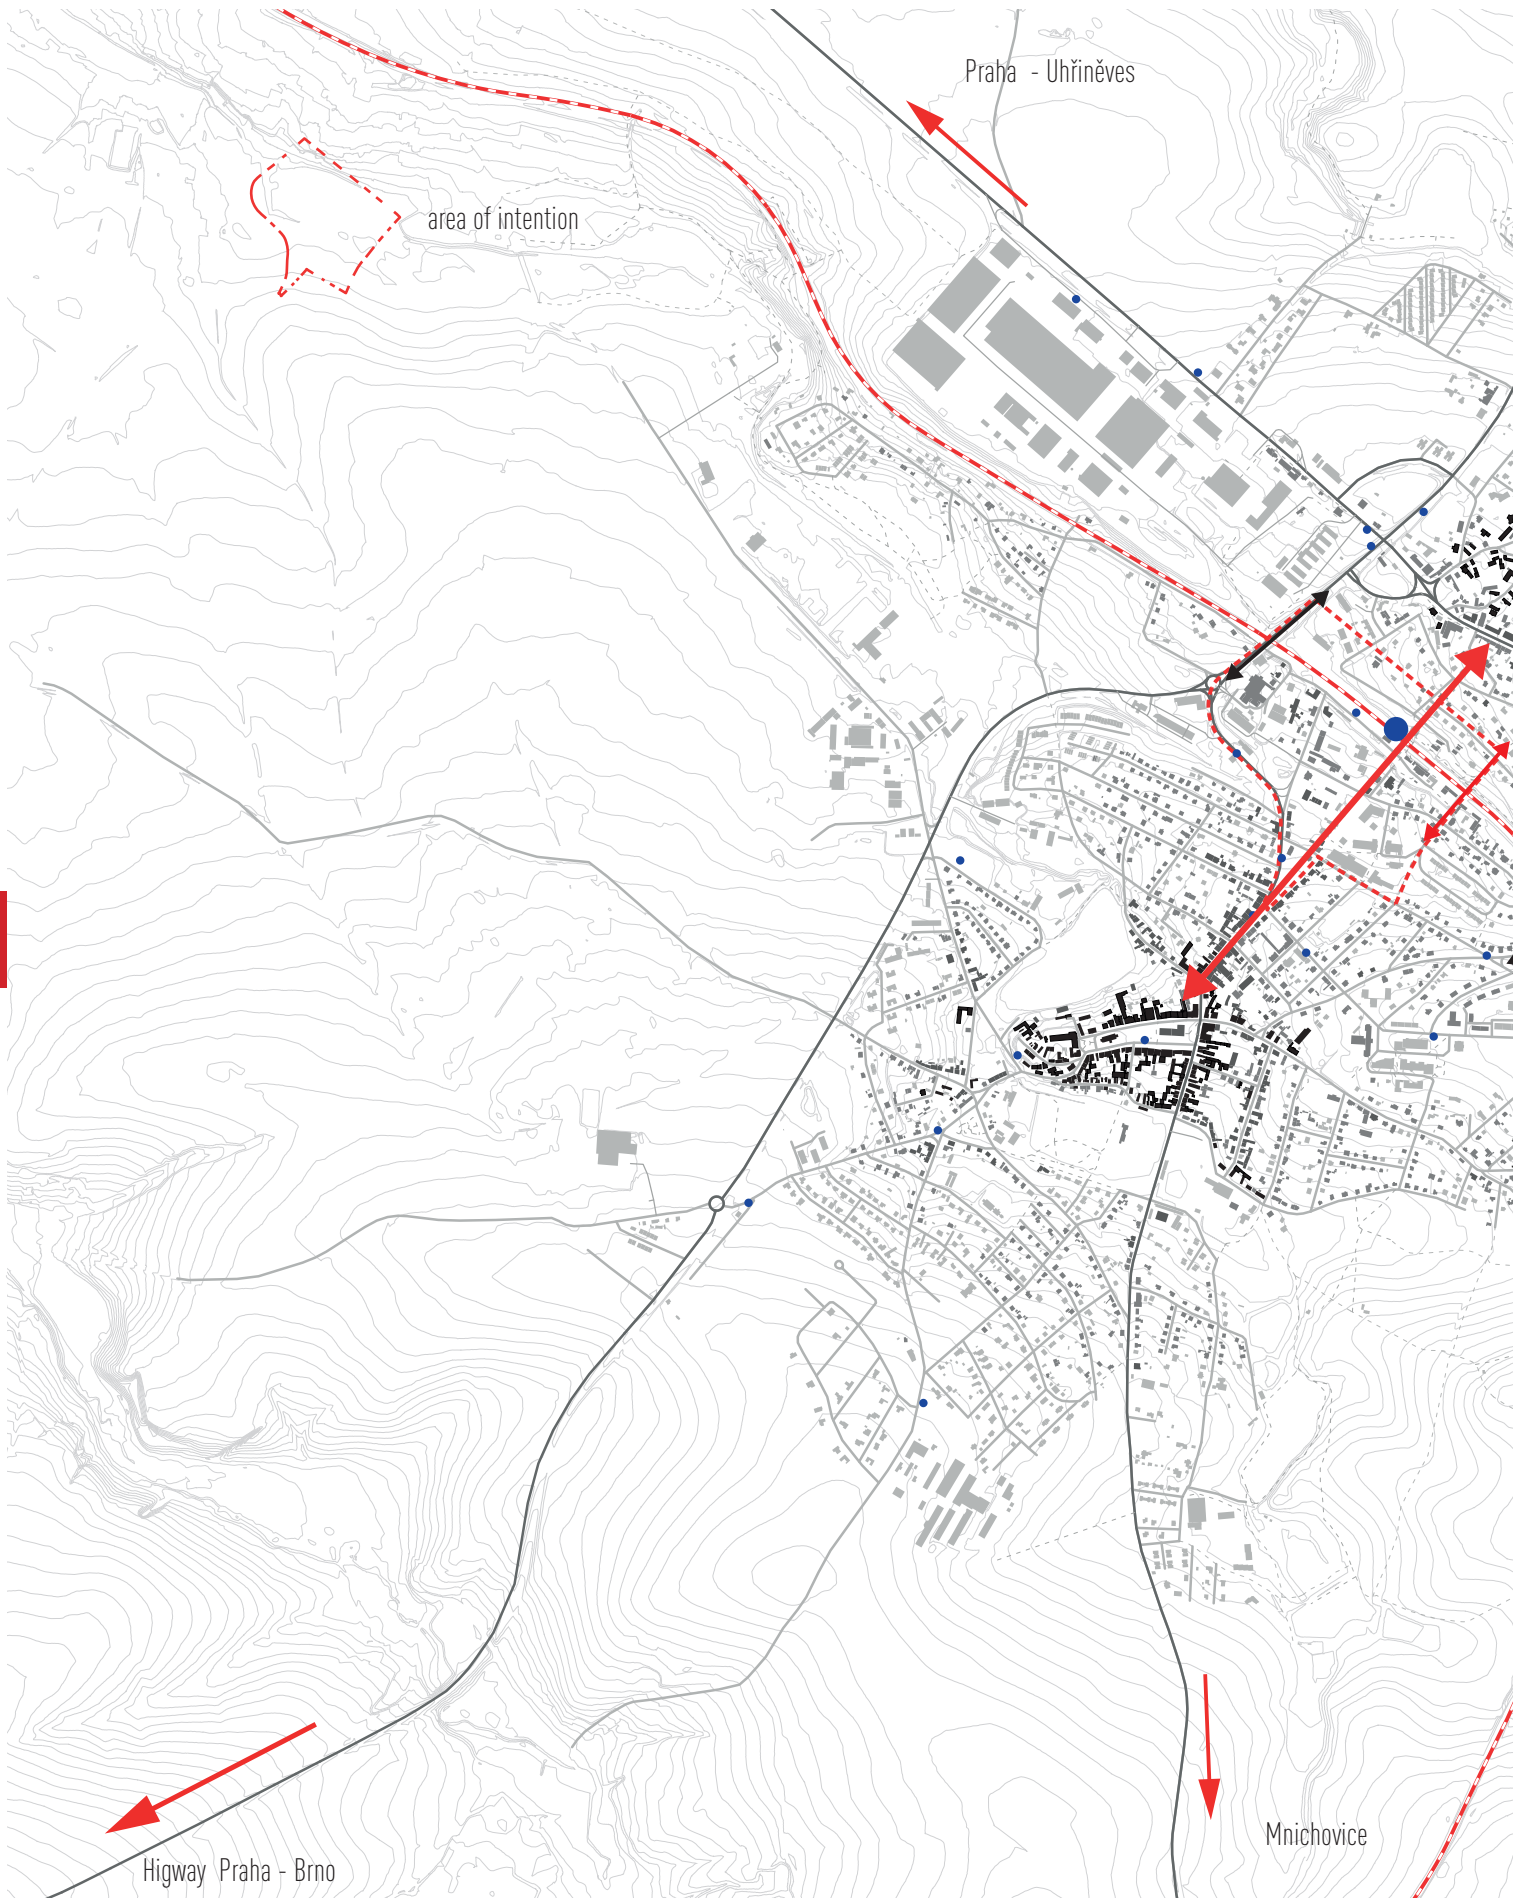 Praha - Uhříněves
area of intention
Mnichovice
Higway Praha - Brno